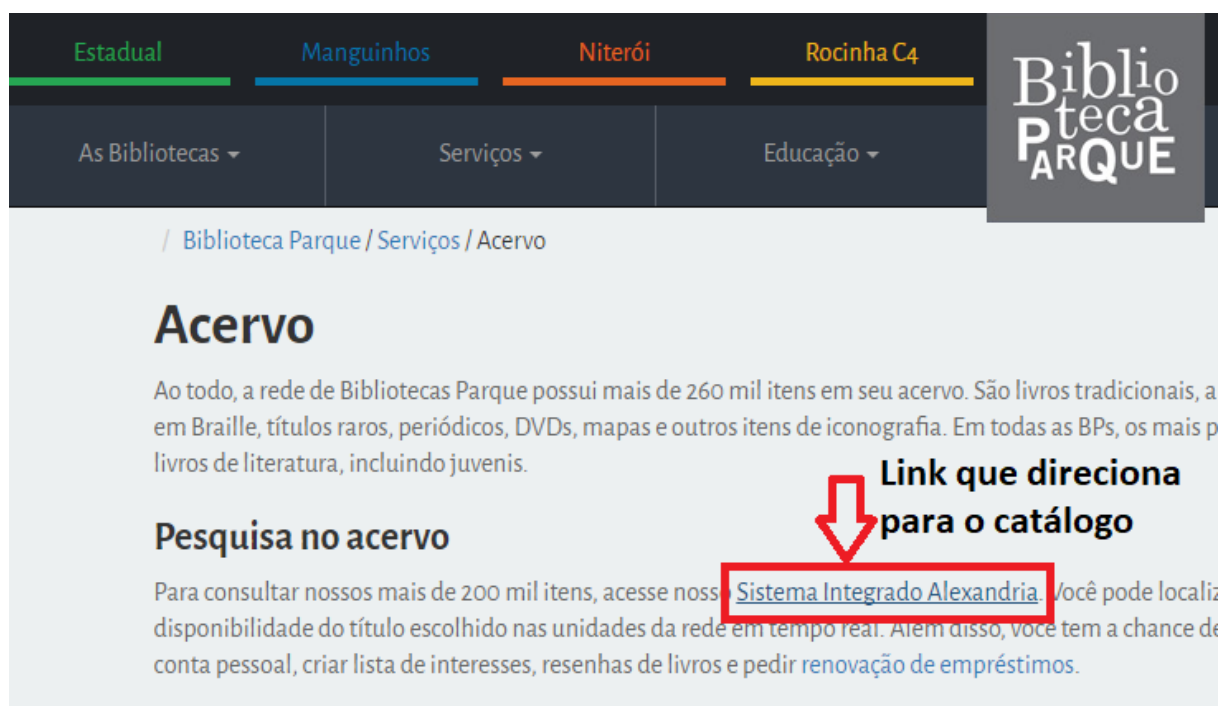 Estadual Manguinhos Niterói Rocinha C4
Biblio
teca
PARQUE
As Bibliotecas Serviços Educação
/ Biblioteca Parque / Serviços / Acervo
Acervo
Ao todo, a rede de Bibliotecas Parque possui mais de 260 mil itens em seu acervo. São livros tradicionais, a
em Braille, títulos raros, periódicos, DVDs, mapas e outros itens de iconografia. Em todas as BPs, os mais p
livros de literatura, incluindo juvenis.
Link que direciona
para o catálogo
Pesquisa no acervo
Para consultar nossos mais de 200 mil itens, acesse nosso Sistema Integrado Alexandria. Você pode localiz
disponibilidade do título escolhido nas unidades da rede em tempo real. Além disso, você tem a chance de
conta pessoal, criar lista de interesses, resenhas de livros e pedir renovação de empréstimos.